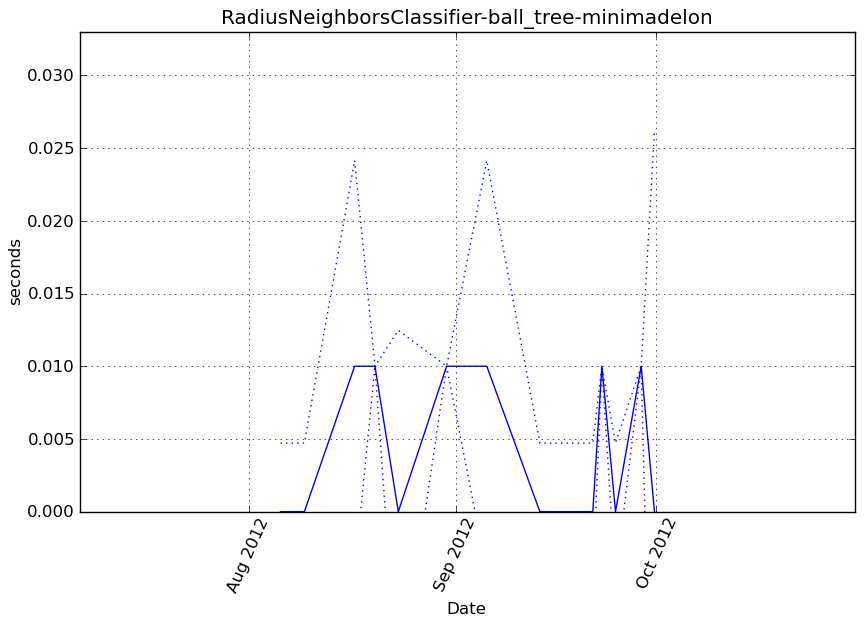 RadiusNeighborsClassifier-ball_tree-minimadelon
0.030
0.025
0.020
0.015
0.010
0.005
0.000
seconds
Aug 2012
Sep 2012
Oct 2012
Date